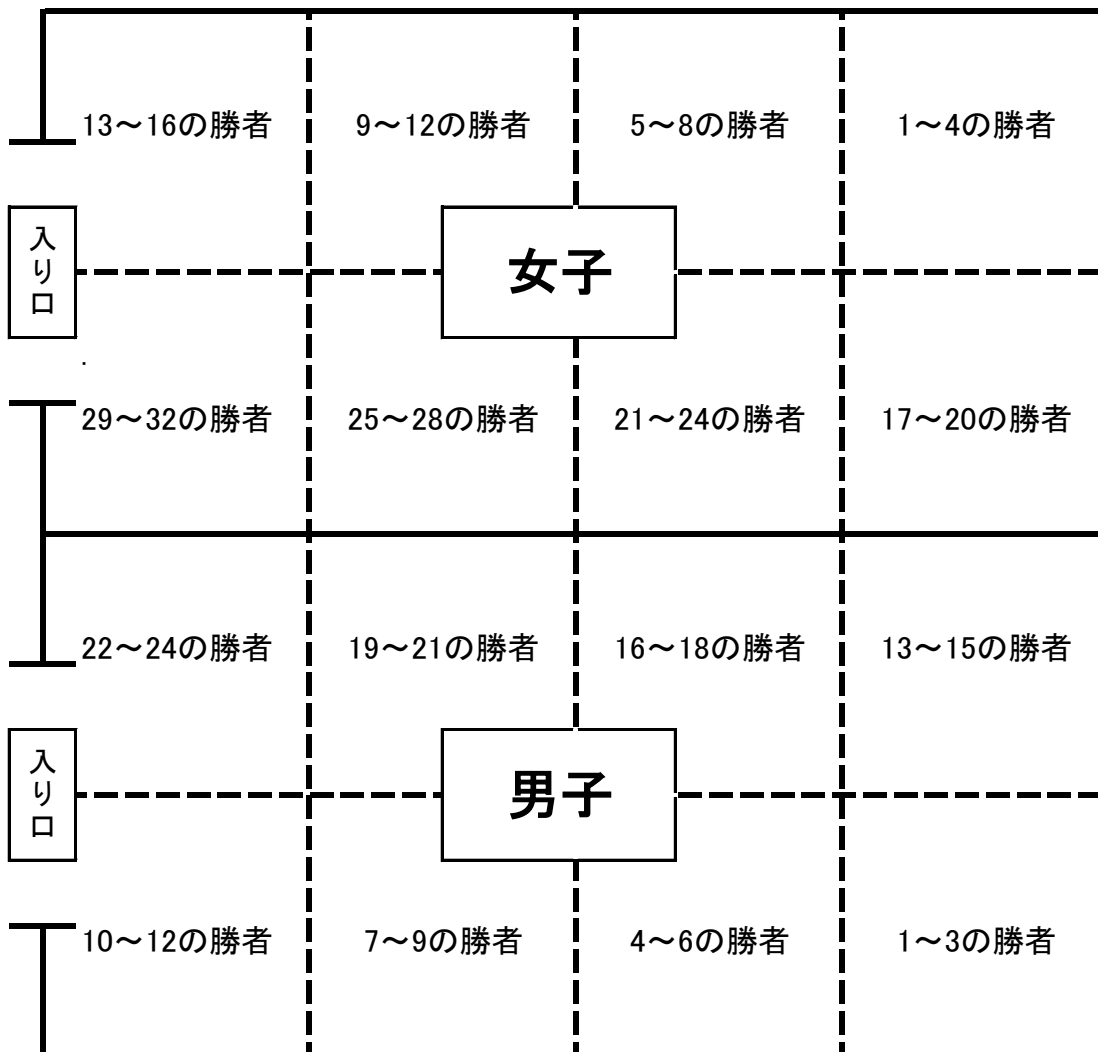 13～16の勝者
9～12の勝者
5～8の勝者
1～4の勝者
入り口
女子
29～32の勝者
25～28の勝者
21～24の勝者
17～20の勝者
22～24の勝者
19～21の勝者
16～18の勝者
13～15の勝者
入り口
男子
10～12の勝者
7～9の勝者
4～6の勝者
1～3の勝者